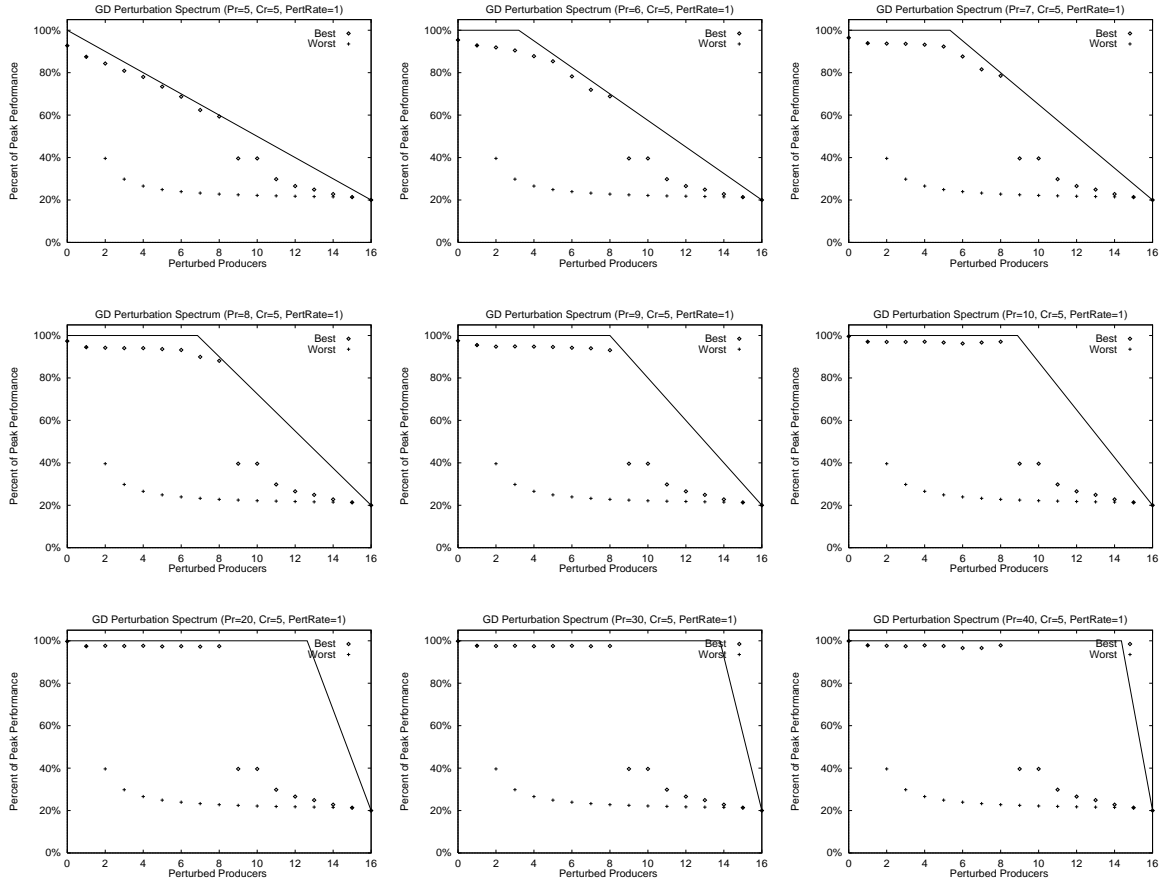 GD Perturbation Spectrum (Pr=5, Cr=5, PertRate=1)
Percent of Peak Performance
100%
80%
60%
40%
20%
0%
Best
Worst
0 2 4 6 8 10 12 14 16
Perturbed Producers
GD Perturbation Spectrum (Pr=6, Cr=5, PertRate=1)
Percent of Peak Performance
100%
80%
60%
40%
20%
0%
Best
Worst
0 2 4 6 8 10 12 14 16
Perturbed Producers
GD Perturbation Spectrum (Pr=7, Cr=5, PertRate=1)
Percent of Peak Performance
100%
80%
60%
40%
20%
0%
Best
Worst
0 2 4 6 8 10 12 14 16
Perturbed Producers
GD Perturbation Spectrum (Pr=8, Cr=5, PertRate=1)
Percent of Peak Performance
100%
80%
60%
40%
20%
0%
Best
Worst
0 2 4 6 8 10 12 14 16
Perturbed Producers
GD Perturbation Spectrum (Pr=9, Cr=5, PertRate=1)
Percent of Peak Performance
100%
80%
60%
40%
20%
0%
Best
Worst
0 2 4 6 8 10 12 14 16
Perturbed Producers
GD Perturbation Spectrum (Pr=10, Cr=5, PertRate=1)
Percent of Peak Performance
100%
80%
60%
40%
20%
0%
Best
Worst
0 2 4 6 8 10 12 14 16
Perturbed Producers
GD Perturbation Spectrum (Pr=20, Cr=5, PertRate=1)
Percent of Peak Performance
100%
80%
60%
40%
20%
0%
Best
Worst
0 2 4 6 8 10 12 14 16
Perturbed Producers
GD Perturbation Spectrum (Pr=30, Cr=5, PertRate=1)
Percent of Peak Performance
100%
80%
60%
40%
20%
0%
Best
Worst
0 2 4 6 8 10 12 14 16
Perturbed Producers
GD Perturbation Spectrum (Pr=40, Cr=5, PertRate=1)
Percent of Peak Performance
100%
80%
60%
40%
20%
0%
Best
Worst
0 2 4 6 8 10 12 14 16
Perturbed Producers